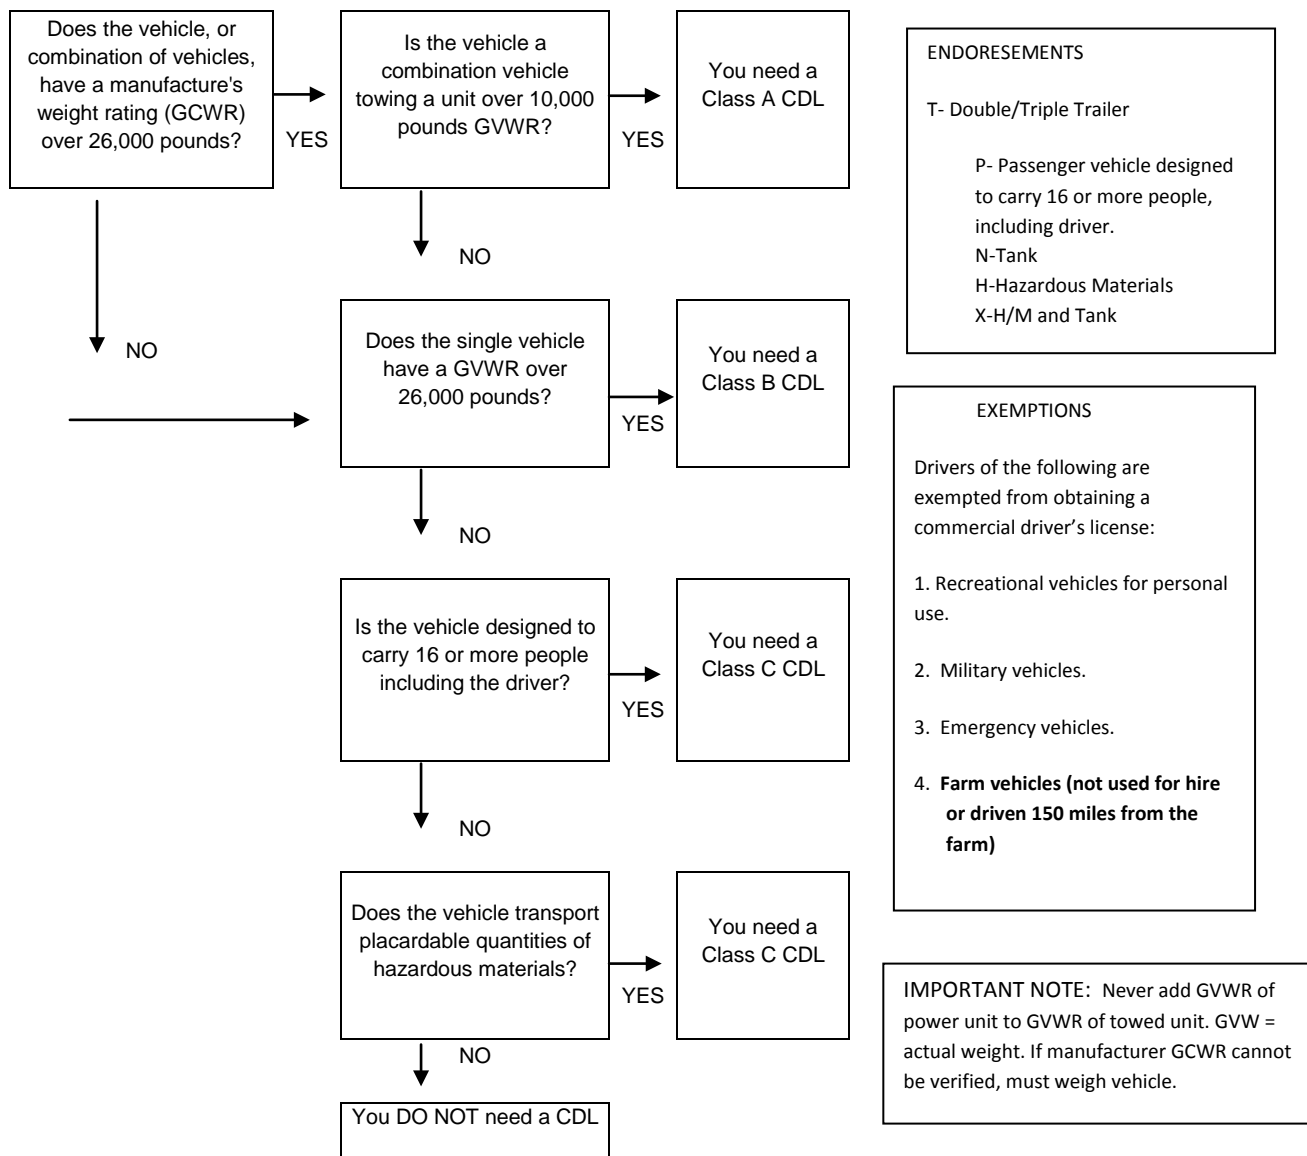 Does the vehicle, or
combination of vehicles,
have a manufacture's
weight rating (GCWR)
over 26,000 pounds?
YES
Is the vehicle a
combination vehicle
towing a unit over 10,000
pounds GVWR?
YES
You need a
Class A CDL
NO
NO
Does the single vehicle
have a GVWR over
26,000 pounds?
YES
You need a
Class B CDL
NO
Is the vehicle designed to
carry 16 or more people
including the driver?
YES
You need a
Class C CDL
NO
Does the vehicle transport
placardable quantities of
hazardous materials?
YES
You need a
Class C CDL
NO
You DO NOT need a CDL
ENDORESEMENTS
T- Double/Triple Trailer
P- Passenger vehicle designed
to carry 16 or more people,
including driver.
N-Tank
H-Hazardous Materials
X-H/M and Tank
EXEMPTIONS
Drivers of the following are
exempted from obtaining a
commercial driver’s license:
1. Recreational vehicles for personal
use.
2. Military vehicles.
3. Emergency vehicles.
4. Farm vehicles (not used for hire
or driven 150 miles from the
farm)
IMPORTANT NOTE: Never add GVWR of
power unit to GVWR of towed unit. GVW =
actual weight. If manufacturer GCWR cannot
be verified, must weigh vehicle.